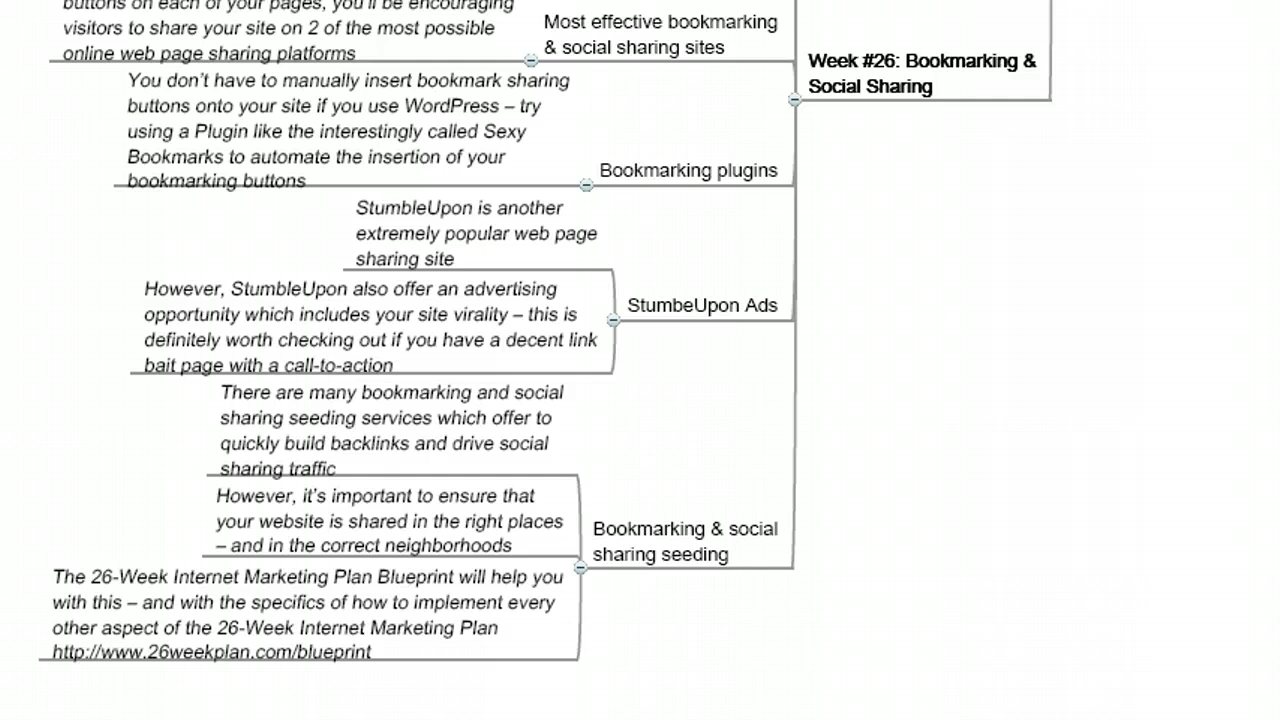 buttons on each of your pages, you'll be encouraging
visitors to share your site on 2 of the most possible
online web page sharing platforms
Most effective bookmarking
& social sharing sites
Week #26: Bookmarking &
Social Sharing
You don't have to manually insert bookmark sharing
buttons onto your site if you use WordPress – try
using a Plugin like the interestingly called Sexy
Bookmarks to automate the insertion of your
bookmarking buttons
Bookmarking plugins
StumbleUpon is another
extremely popular web page
sharing site
However, StumbleUpon also offer an advertising
opportunity which includes your site virality – this is
definitely worth checking out if you have a decent link
bait page with a call-to-action
StumbeUpon Ads
There are many bookmarking and social
sharing seeding services which offer to
quickly build backlinks and drive social
sharing traffic
However, it's important to ensure that
your website is shared in the right places
– and in the correct neighborhoods
Bookmarking & social
sharing seeding
The 26-Week Internet Marketing Plan Blueprint will help you
with this – and with the specifics of how to implement every
other aspect of the 26-Week Internet Marketing Plan
http://www.26weekplan.com/blueprint